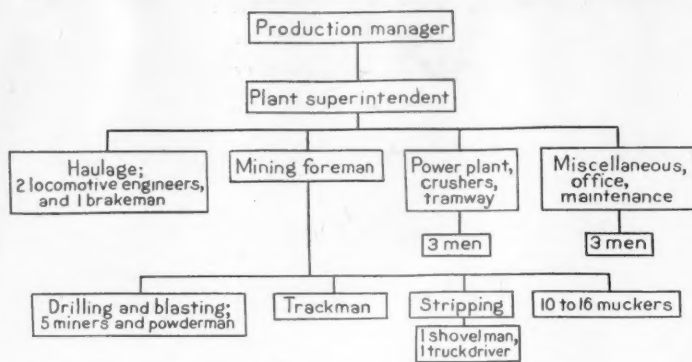 Production manager
Plant superintendent
Haulage;
2 locomotive engineers,
and 1 brakeman
Mining foreman
Power plant,
crushers,
tramway
Miscellaneous,
office,
maintenance
3 men
3 men
Drilling and blasting;
5 miners and powderman
Trackman
Stripping
10 to 16 muckers
1 shovelman,
1 truckdriver